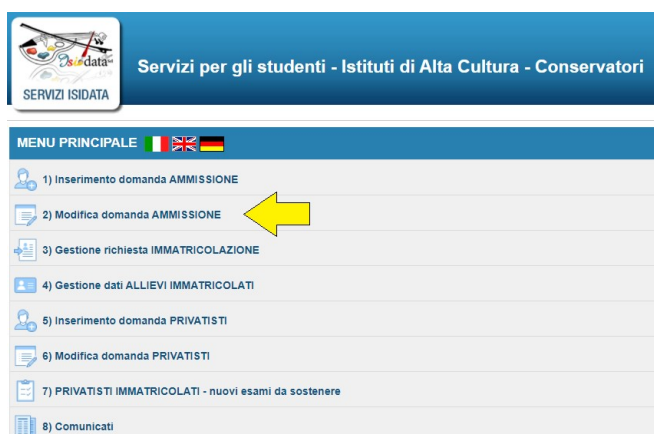 Isidata
SERVIZI ISIDATA
Servizi per gli studenti - Istituti di Alta Cultura - Conservatori
MENU PRINCIPALE
1) Inserimento domanda AMMISSIONE
2) Modifica domanda AMMISSIONE
3) Gestione richiesta IMMATRICOLAZIONE
4) Gestione dati ALLIEVI IMMATRICOLATI
5) Inserimento domanda PRIVATISTI
6) Modifica domanda PRIVATISTI
7) PRIVATISTI IMMATRICOLATI - nuovi esami da sostenere
8) Comunicati